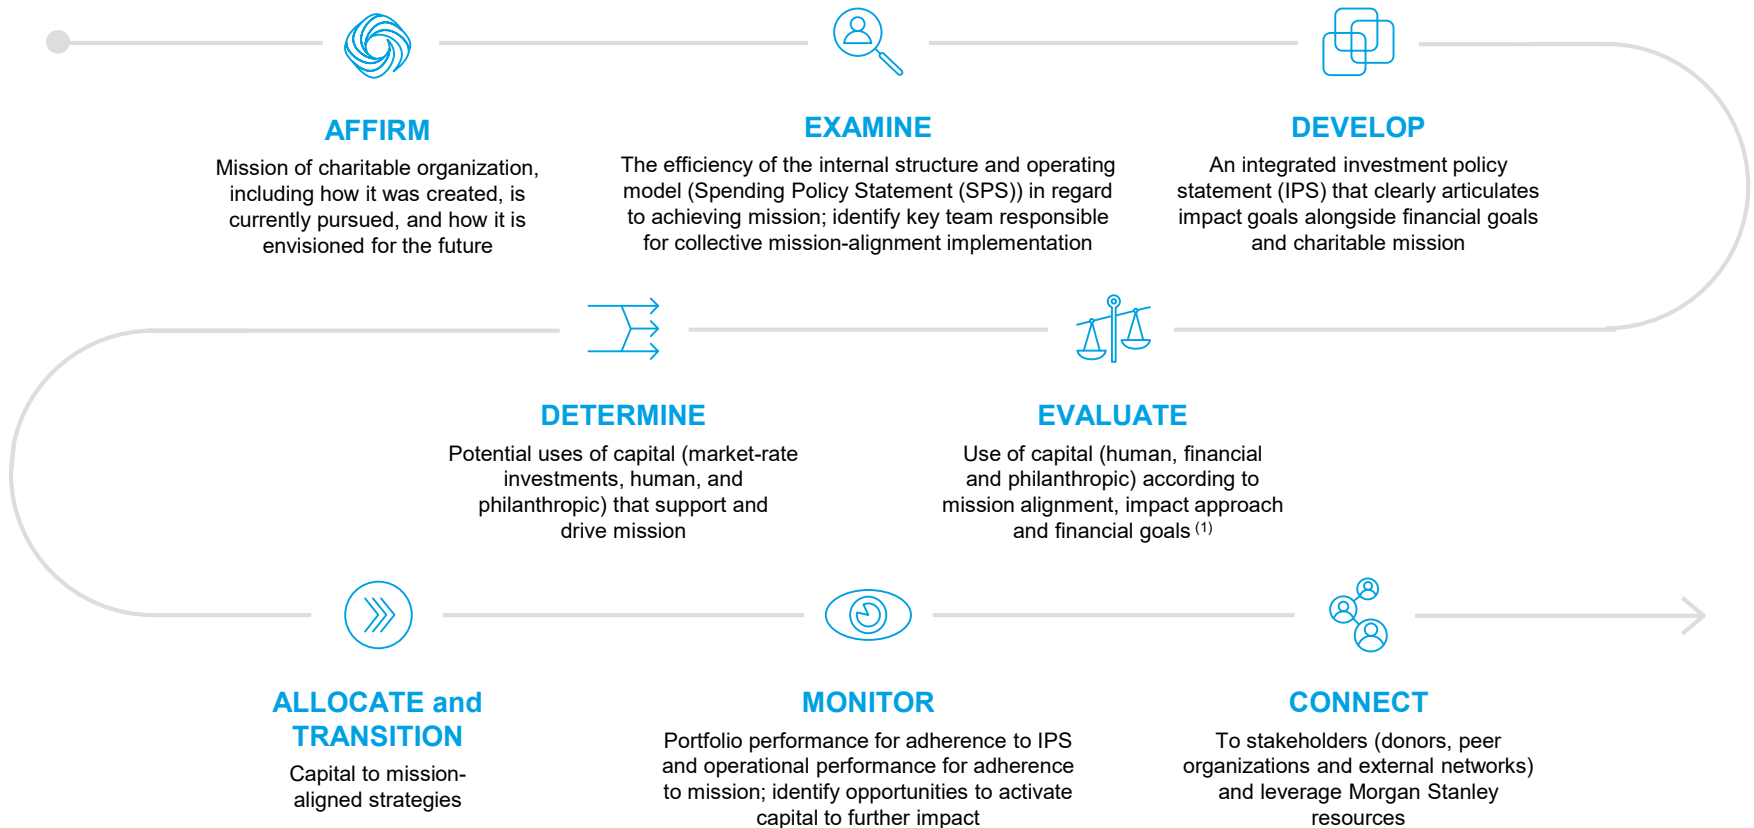 AFFIRM
Mission of charitable organization,
including how it was created, is
currently pursued, and how it is
envisioned for the future
EXAMINE
The efficiency of the internal structure and operating
model (Spending Policy Statement (SPS)) in regard
to achieving mission; identify key team responsible
for collective mission-alignment implementation
DEVELOP
An integrated investment policy
statement (IPS) that clearly articulates
impact goals alongside financial goals
and charitable mission
DETERMINE
Potential uses of capital (market-rate
investments, human, and
philanthropic) that support and
drive mission
EVALUATE
Use of capital (human, financial
and philanthropic) according to
mission alignment, impact approach
and financial goals (1)
ALLOCATE and
TRANSITION
Capital to mission-
aligned strategies
MONITOR
Portfolio performance for adherence to IPS
and operational performance for adherence
to mission; identify opportunities to activate
capital to further impact
CONNECT
To stakeholders (donors, peer
organizations and external networks)
and leverage Morgan Stanley
resources